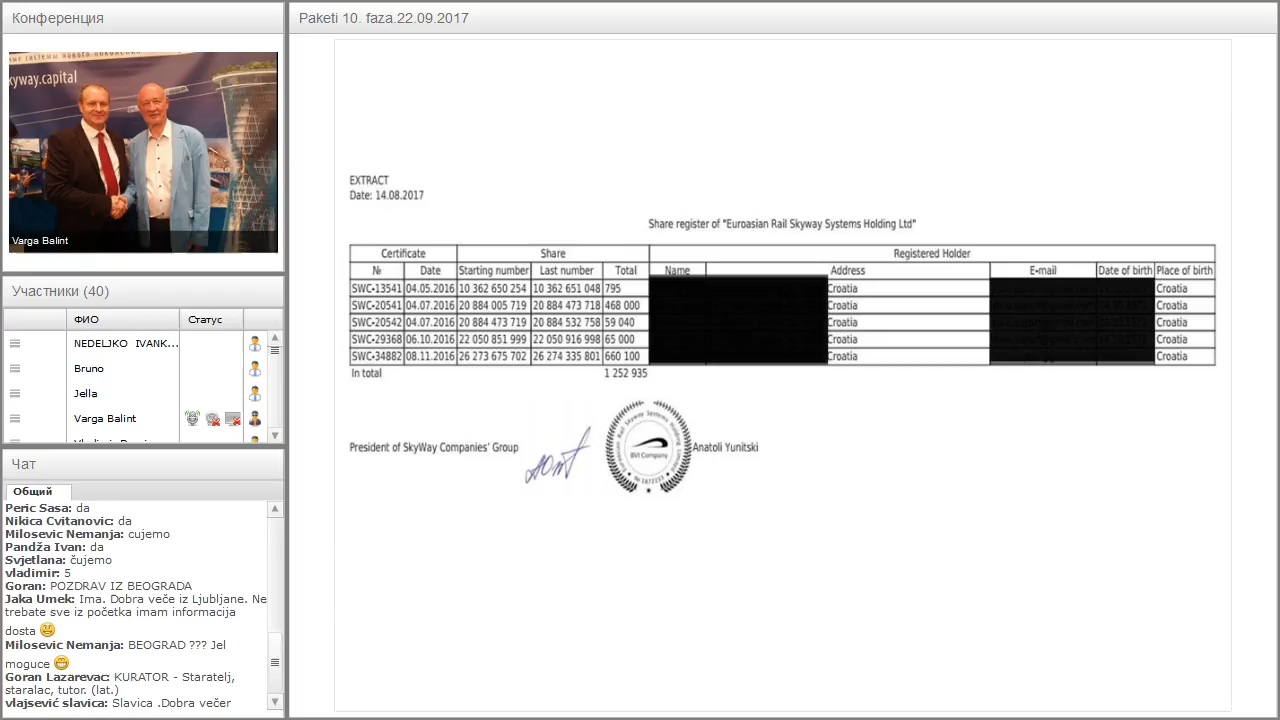 Конференция
kyway.capital
Varga Balint
Участники (40)
ФИО Статус
NEDELJKO IVANK...
Bruno
Jella
Varga Balint
Чат
Общий
Peric Sasa: da
Nikica Cvitanovic: da
Milosevic Nemanja: cujemo
Pandža Ivan: da
Svjetlana: čujemo
vladimir: 5
Goran: POZDRAV IZ BEOGRADA
Jaka Umek: Ima. Dobra veče iz Ljubljane. Ne
trebate sve iz početka imam informacija
dosta
Milosevic Nemanja: BEOGRAD ??? Jel
moguce
Goran Lazarevac: KURATOR - Staratelj,
staralac, tutor. (lat.)
vlajsević slavica: Slavica .Dobra večer
Paketi 10. faza.22.09.2017
EXTRACT
Date: 14.08.2017
Share register of "Euroasian Rail Skyway Systems Holding Ltd"
Certificate Share Registered Holder
№ Date Starting number Last number Total Name Address E-mail Date of birth Place of birth
SWC-13541 04.05.2016 10 362 650 254 10 362 651 048 795 Croatia Croatia
SWC-20541 04.07.2016 20 884 005 719 20 884 473 718 468 000 Croatia Croatia
SWC-20542 04.07.2016 20 884 473 719 20 884 532 758 59 040 Croatia Croatia
SWC-29368 06.10.2016 22 050 851 999 22 050 916 998 65 000 Croatia Croatia
SWC-34882 08.11.2016 26 273 675 702 26 274 335 801 660 100 Croatia Croatia
In total 1 252 935
President of SkyWay Companies' Group
BVI Company
Anatoli Yunitski